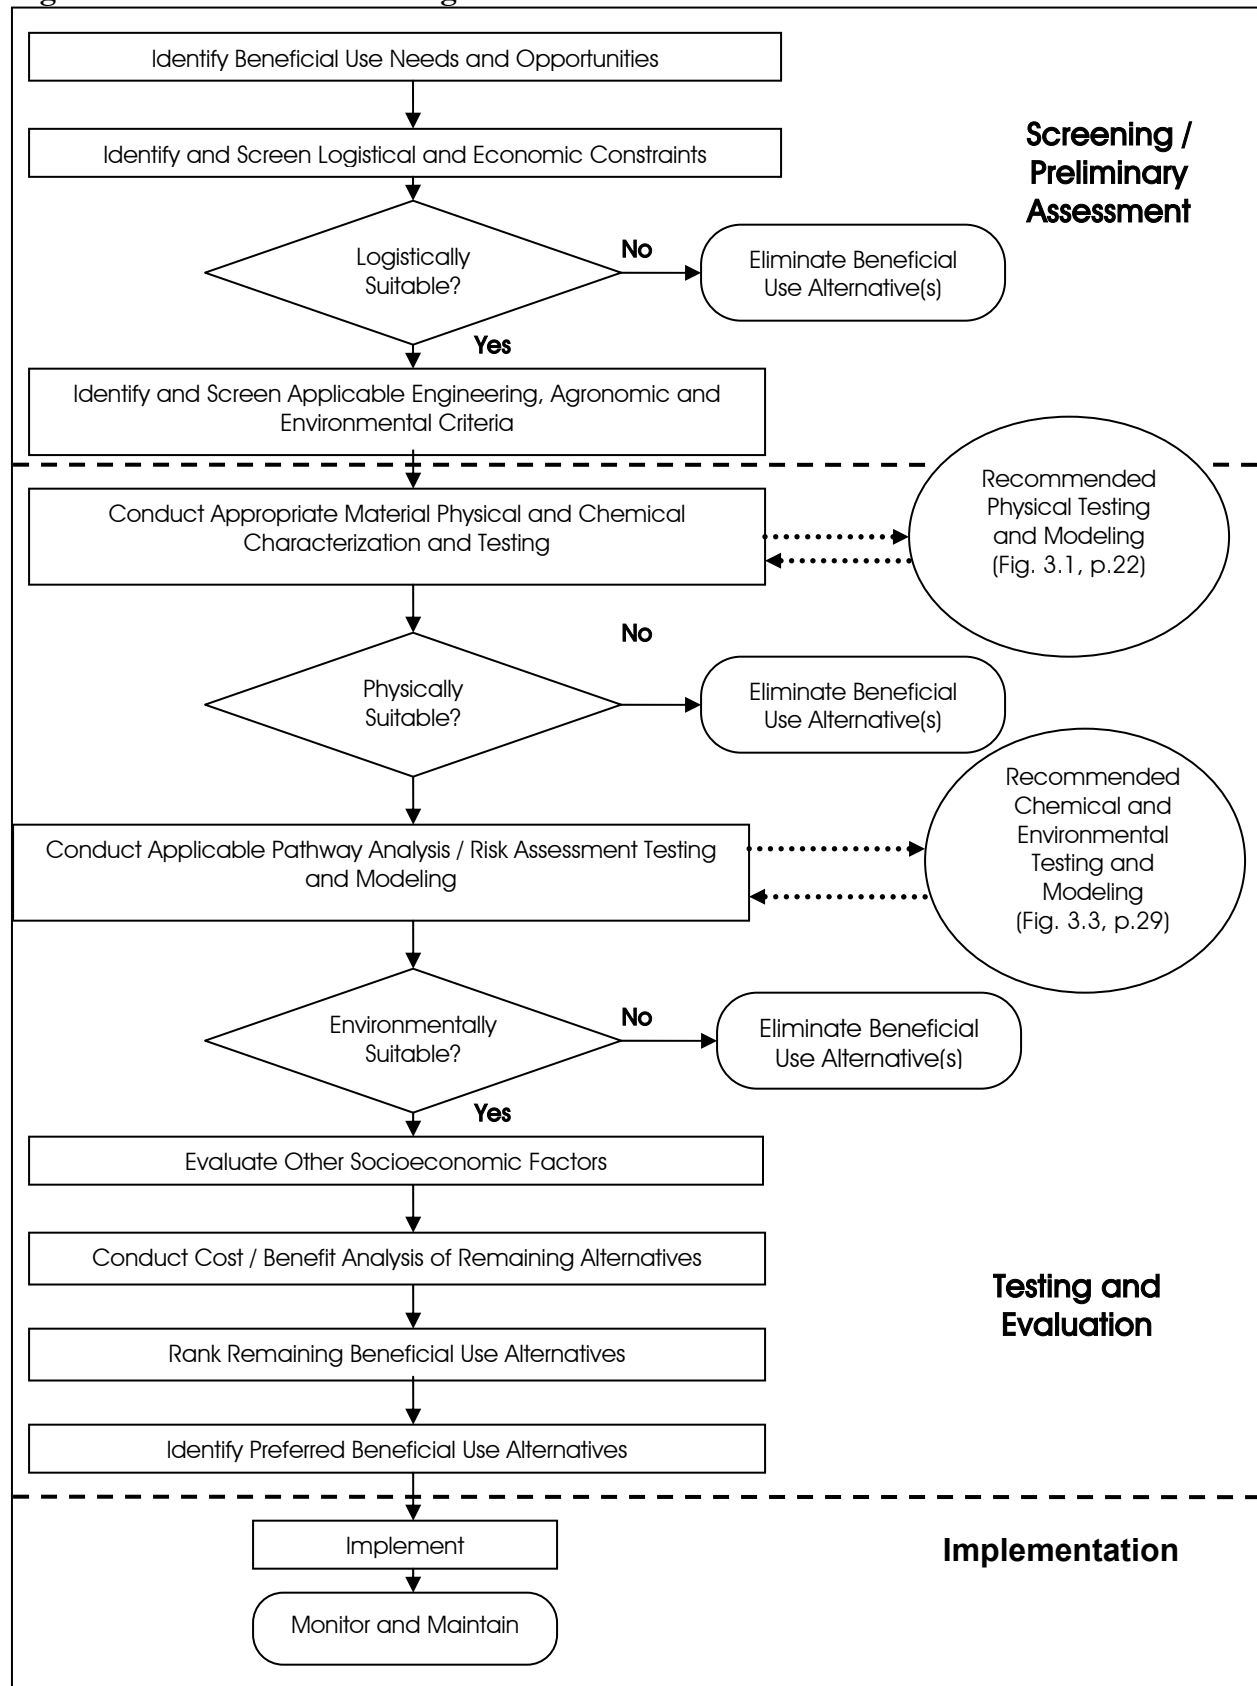 Identify Beneficial Use Needs and Opportunities
Identify and Screen Logistical and Economic Constraints
Screening /
Preliminary
Assessment
Logistically
Suitable?
No
Eliminate Beneficial
Use Alternative(s)
Yes
Identify and Screen Applicable Engineering, Agronomic and
Environmental Criteria
Conduct Appropriate Material Physical and Chemical
Characterization and Testing
Recommended
Physical Testing
and Modeling
(Fig. 3.1, p.22)
Physically
Suitable?
No
Eliminate Beneficial
Use Alternative(s)
Conduct Applicable Pathway Analysis / Risk Assessment Testing
and Modeling
Recommended
Chemical and
Environmental
Testing and
Modeling
(Fig. 3.3, p.29)
Environmentally
Suitable?
No
Eliminate Beneficial
Use Alternative(s)
Yes
Evaluate Other Socioeconomic Factors
Conduct Cost / Benefit Analysis of Remaining Alternatives
Rank Remaining Beneficial Use Alternatives
Testing and
Evaluation
Identify Preferred Beneficial Use Alternatives
Implement
Implementation
Monitor and Maintain